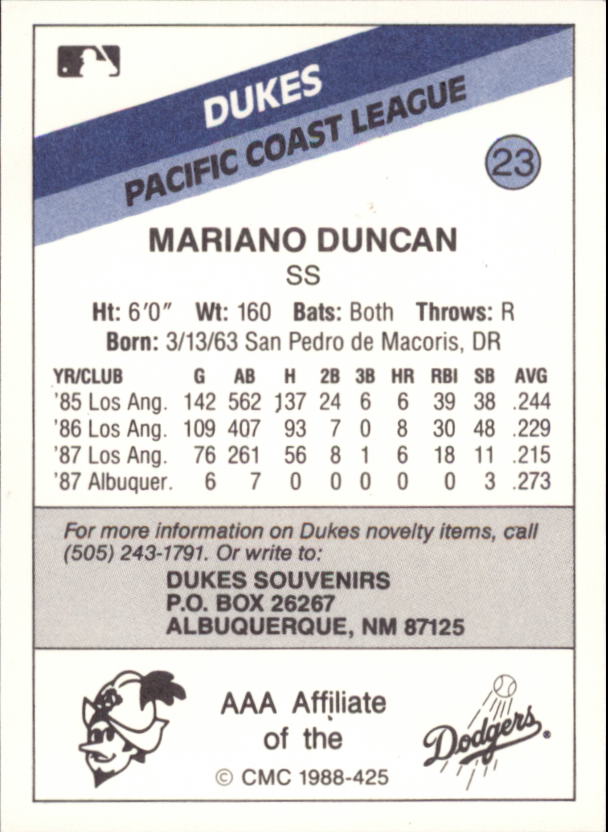 DUKES
PACIFIC COAST LEAGUE
23
MARIANO DUNCAN
SS
Ht: 6'0" Wt: 160 Bats: Both Throws: R
Born: 3/13/63 San Pedro de Macoris, DR
YR/CLUB G AB H 2B 3B HR RBI SB AVG
'85 Los Ang. 142 562 137 24 6 6 39 38 .244
'86 Los Ang. 109 407 93 7 0 8 30 48 .229
'87 Los Ang. 76 261 56 8 1 6 18 11 .215
'87 Albuquer. 6 7 0 0 0 0 0 3 .273
For more information on Dukes novelty items, call
(505) 243-1791. Or write to:
DUKES SOUVENIRS
P.O. BOX 26267
ALBUQUERQUE, NM 87125
AAA Affiliate
of the
Dodgers®
© CMC 1988-425